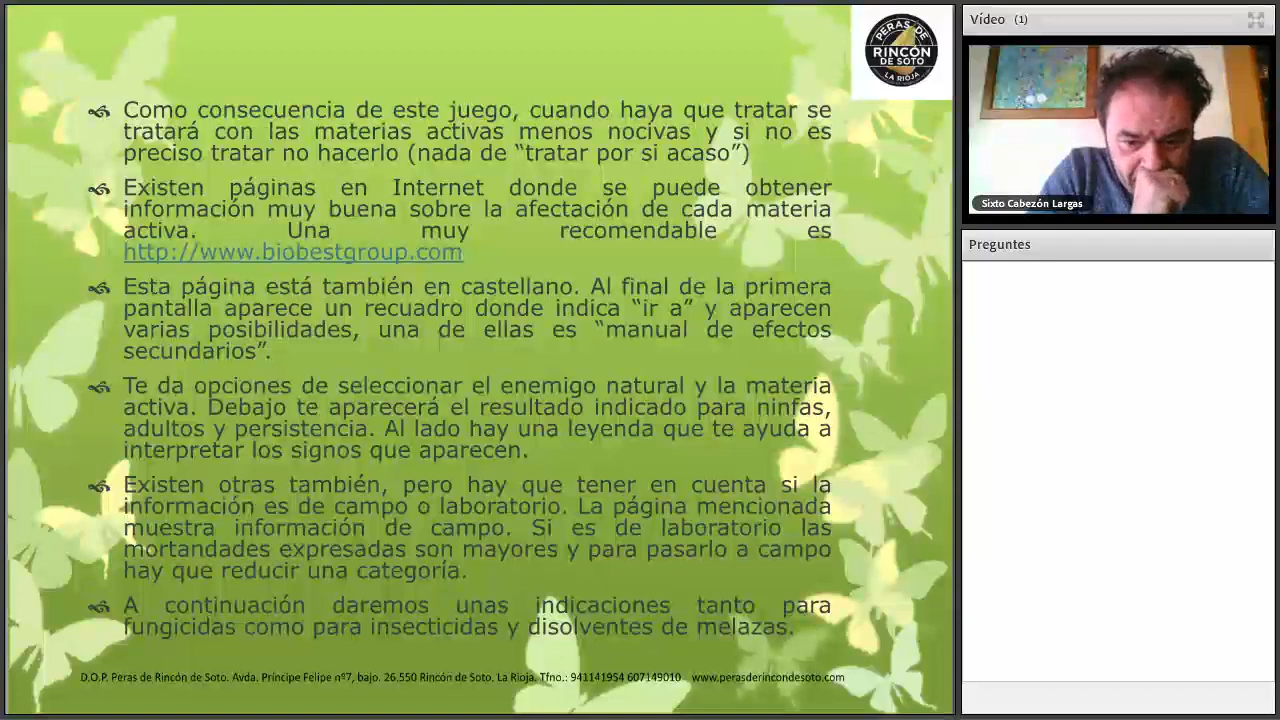 PERAS DE
RINCÓN
DE SOTO
LA RIOJA
Como consecuencia de este juego, cuando haya que tratar se
tratará con las materias activas menos nocivas y si no es
preciso tratar no hacerlo (nada de “tratar por si acaso”)
Existen páginas en Internet donde se puede obtener
información muy buena sobre la afectación de cada materia
activa. Una muy recomendable es
http://www.biobestgroup.com
Esta página está también en castellano. Al final de la primera
pantalla aparece un recuadro donde indica “ir a” y aparecen
varias posibilidades, una de ellas es “manual de efectos
secundarios”.
Te da opciones de seleccionar el enemigo natural y la materia
activa. Debajo te aparecerá el resultado indicado para ninfas,
adultos y persistencia. Al lado hay una leyenda que te ayuda a
interpretar los signos que aparecen.
Existen otras también, pero hay que tener en cuenta si la
información es de campo o laboratorio. La página mencionada
muestra información de campo. Si es de laboratorio las
mortandades expresadas son mayores y para pasarlo a campo
hay que reducir una categoría.
A continuación daremos unas indicaciones tanto para
fungicidas como para insecticidas y disolventes de melazas.
D.O.P. Peras de Rincón de Soto. Avda. Príncipe Felipe nº7, bajo. 26.550 Rincón de Soto. La Rioja. Tfno.: 941141954 607149010 www.perasderincondesoto.com
Vídeo (1)
Sixto Cabezón Largas
Preguntes